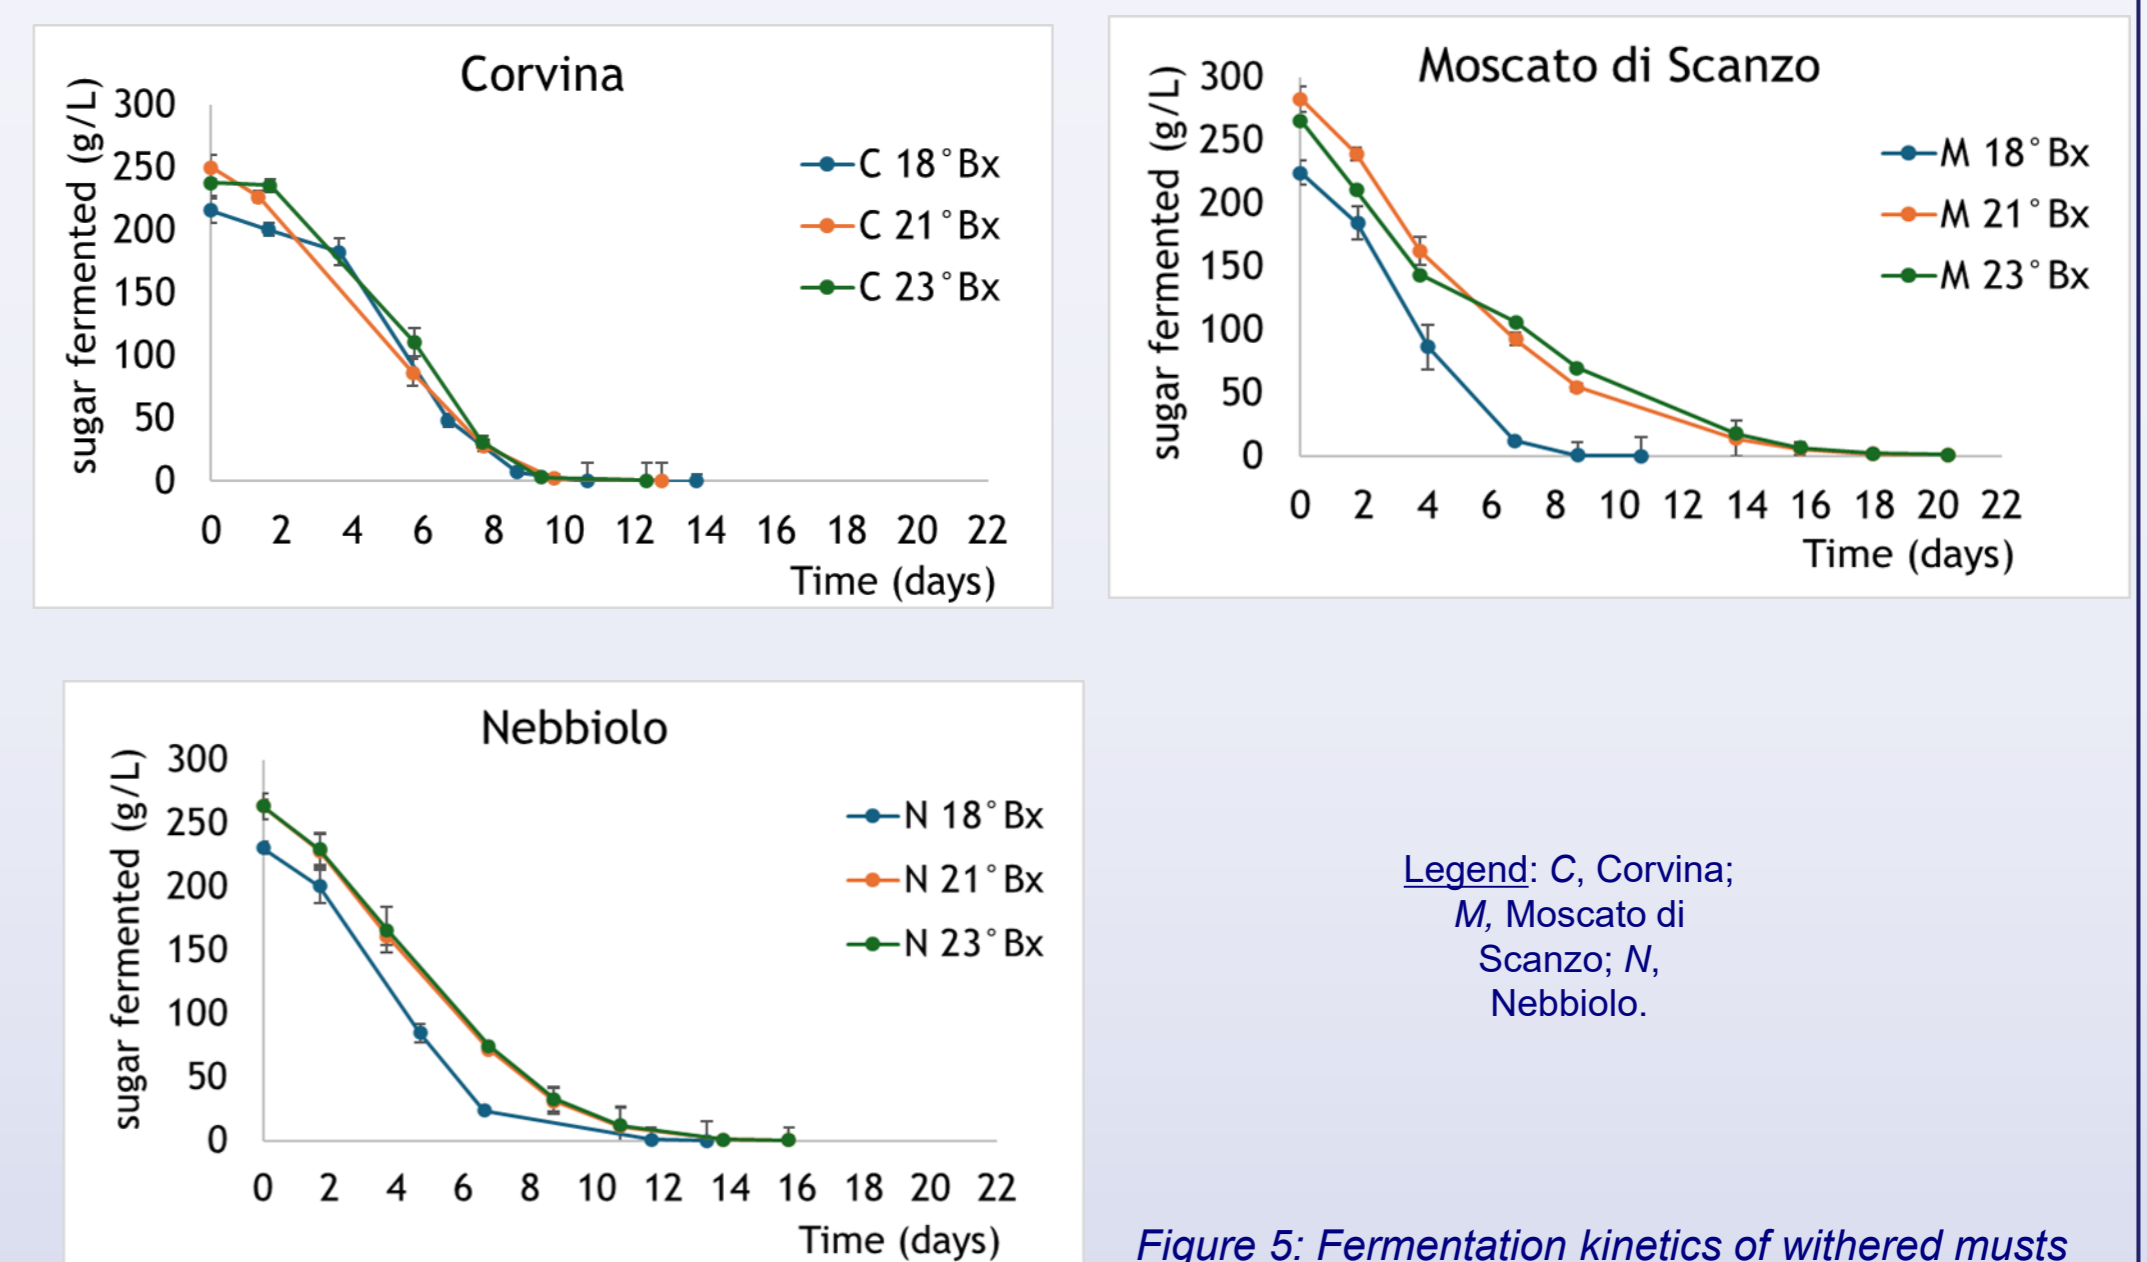 Corvina
sugar fermented (g/L)
300
250
200
150
100
50
0
0 2 4 6 8 10 12 14 16 18 20 22
Time (days)
C 18°Bx
C 21°Bx
C 23°Bx
Moscato di Scanzo
sugar fermented (g/L)
300
250
200
150
100
50
0
0 2 4 6 8 10 12 14 16 18 20 22
Time (days)
M 18°Bx
M 21°Bx
M 23°Bx
Nebbiolo
sugar fermented (g/L)
300
250
200
150
100
50
0
0 2 4 6 8 10 12 14 16 18 20 22
Time (days)
N 18°Bx
N 21°Bx
N 23°Bx
Legend: C, Corvina;
M, Moscato di
Scanzo; N,
Nebbiolo.
Figure 5: Fermentation kinetics of withered musts